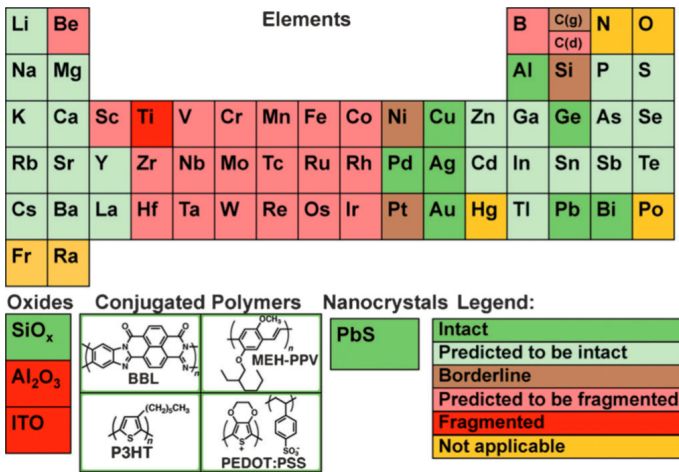 Elements
Li Be B C(g) N O
C(d)
Na Mg Al Si P S
K Ca Sc Ti V Cr Mn Fe Co Ni Cu Zn Ga Ge As Se
Rb Sr Y Zr Nb Mo Tc Ru Rh Pd Ag Cd In Sn Sb Te
Cs Ba La Hf Ta W Re Os Ir Pt Au Hg Tl Pb Bi Po
Fr Ra
Oxides Conjugated Polymers Nanocrystals Legend:
SiOₓ
Al₂O₃
ITO
O O
N N
N N
n
BBL
OCH₃
n
O
MEH-PPV
(CH₂)₅CH₃
S n
P3HT
O O
S
+
SO₃⁻
PEDOT:PSS
PbS
Intact
Predicted to be intact
Borderline
Predicted to be fragmented
Fragmented
Not applicable